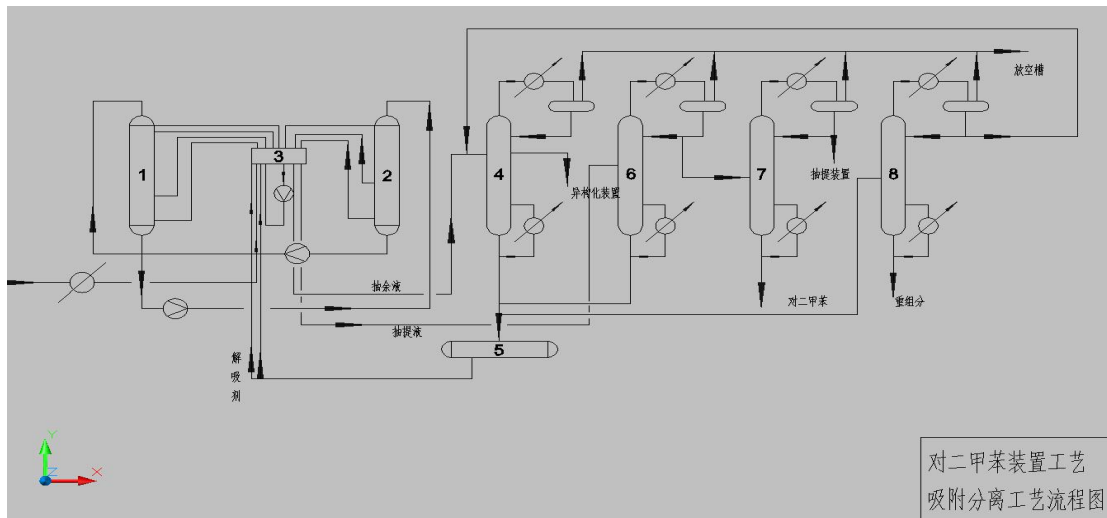 放空槽
1
3
2
4
6
7
8
异构化装置
抽提装置
抽余液
对二甲苯
重组分
抽提液
5
解吸剂
Y
Z
X
对二甲苯装置工艺
吸附分离工艺流程图